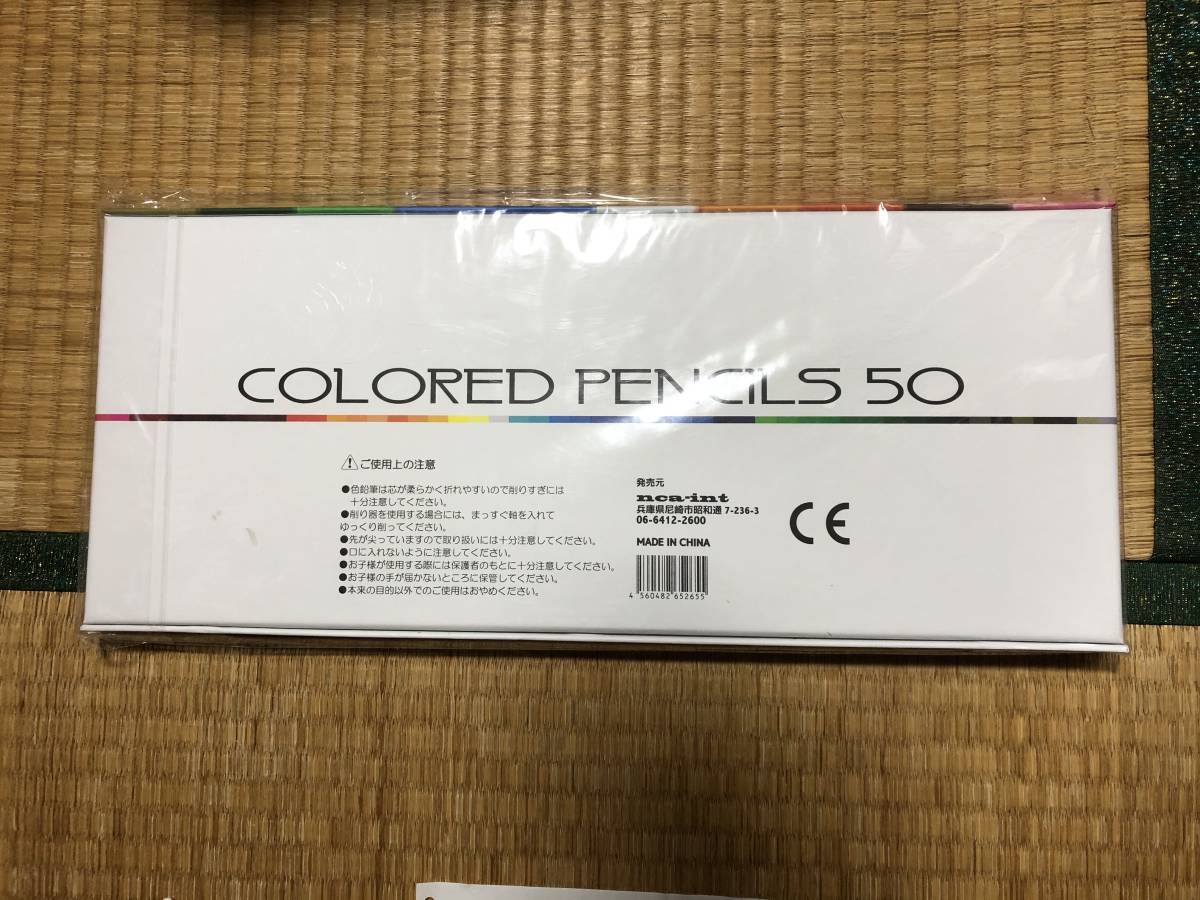 COLORED PENCILS 50
ご使用上の注意
●色鉛筆は芯が柔らかく折れやすいので削りすぎには
十分注意してください。
●削り器を使用する場合には、まっすぐ軸を入れて
ゆっくり削ってください。
●先が尖っていますので取り扱いには十分注意してください。
●口に入れないように注意してください。
●お子様が使用する際には保護者のもとに十分注意してください。
●お子様の手が届かないところに保管してください。
●本来の目的以外でのご使用はおやめください。
発売元
nca-int
兵庫県尼崎市昭和通 7-236-3
06-6412-2600
MADE IN CHINA
4 560482 652655
CE